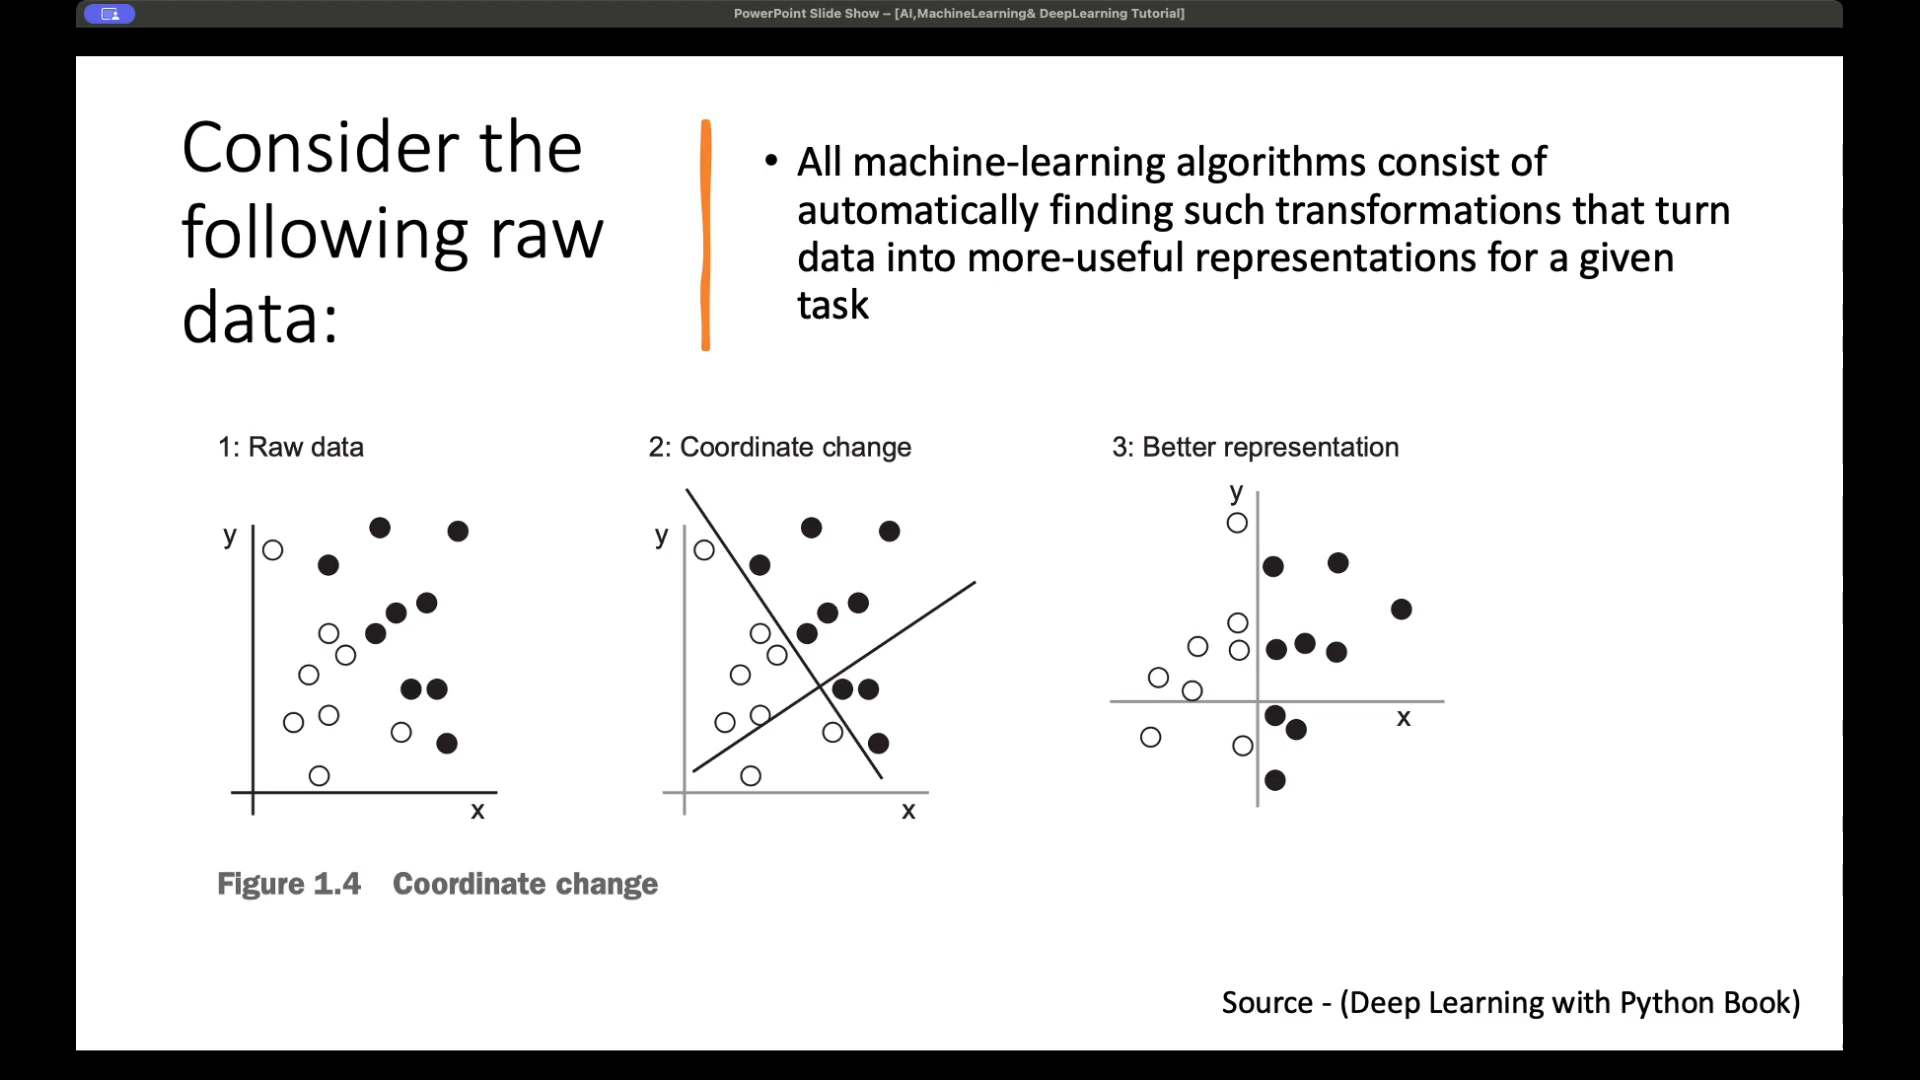 PowerPoint Slide Show – [AI,MachineLearning& DeepLearning Tutorial]
Consider the
following raw
data:
• All machine-learning algorithms consist of
automatically finding such transformations that turn
data into more-useful representations for a given
task
1: Raw data
y
x
2: Coordinate change
y
x
3: Better representation
y
x
Figure 1.4 Coordinate change
Source - (Deep Learning with Python Book)